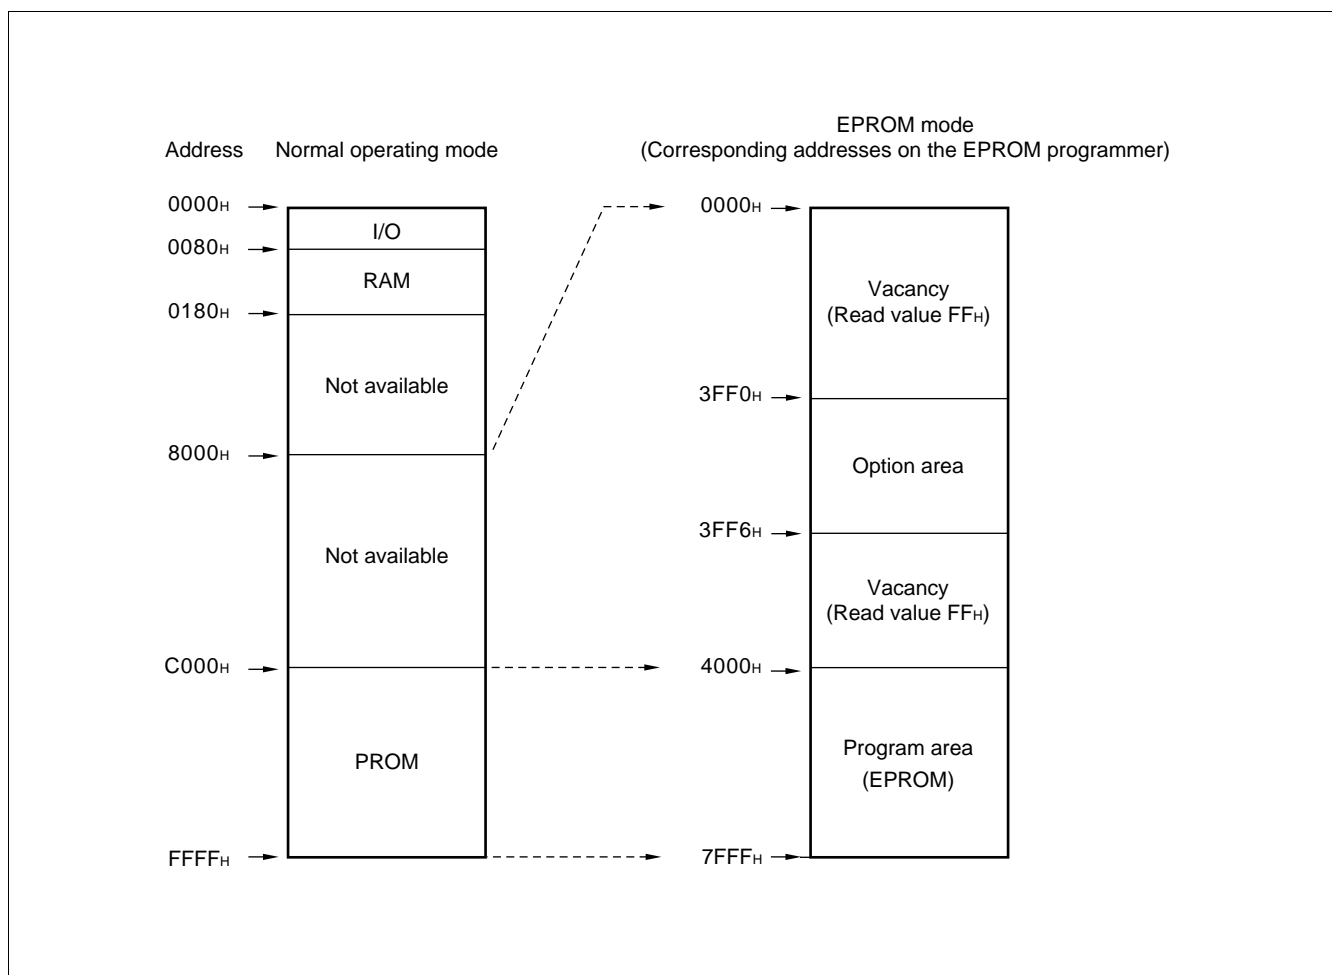 EPROM mode
Address Normal operating mode (Corresponding addresses on the EPROM programmer)
0000H 0000H
I/O
0080H
RAM
0180H
Vacancy
(Read value FFH)
Not available
3FF0H
8000H
Option area
3FF6H
Not available
Vacancy
(Read value FFH)
C000H 4000H
Program area
PROM
(EPROM)
FFFFH 7FFFH